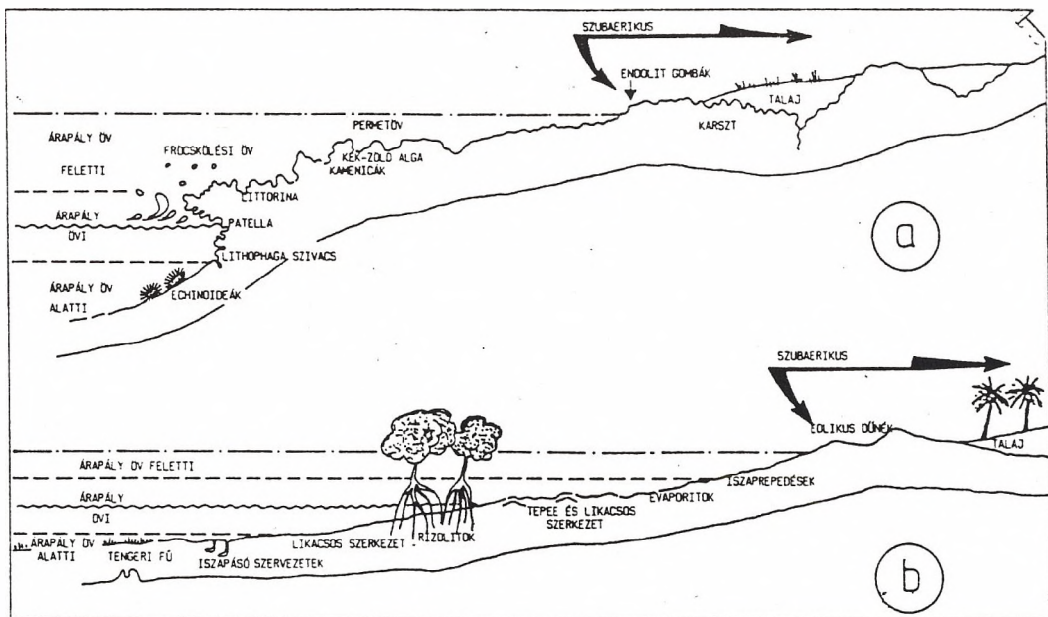 SZUBAERIKUS
ENDOLIT GOMBÁK
TALAJ
KARSZT
PERMETÖV
ÁRAPÁLY ÖV
FELETTI
FRÖCSKÖLÉSI ÖV
KÉK-ZÖLD ALGA
KAMENICÁK
LITTORINA
ÁRAPÁLY
ÖVI
PATELLA
LITHOPHAGA SZIVACS
ÁRAPÁLY ÖV
ALATTI
ECHINOIDEÁK
a
SZUBAERIKUS
EOLIKUS DŰNÉK
TALAJ
ÁRAPÁLY ÖV FELETTI
ISZAPREPEDÉSEK
ÁRAPÁLY
ÖVI
EVAPORITOK
TEPEE ÉS LIKACSOS
SZERKEZET
RIZOLITOK
LIKACSOS SZERKEZET
ÁRAPÁLY ÖV
ALATTI
TENGERI FŰ
ISZAPÁSÓ SZERVEZETEK
b